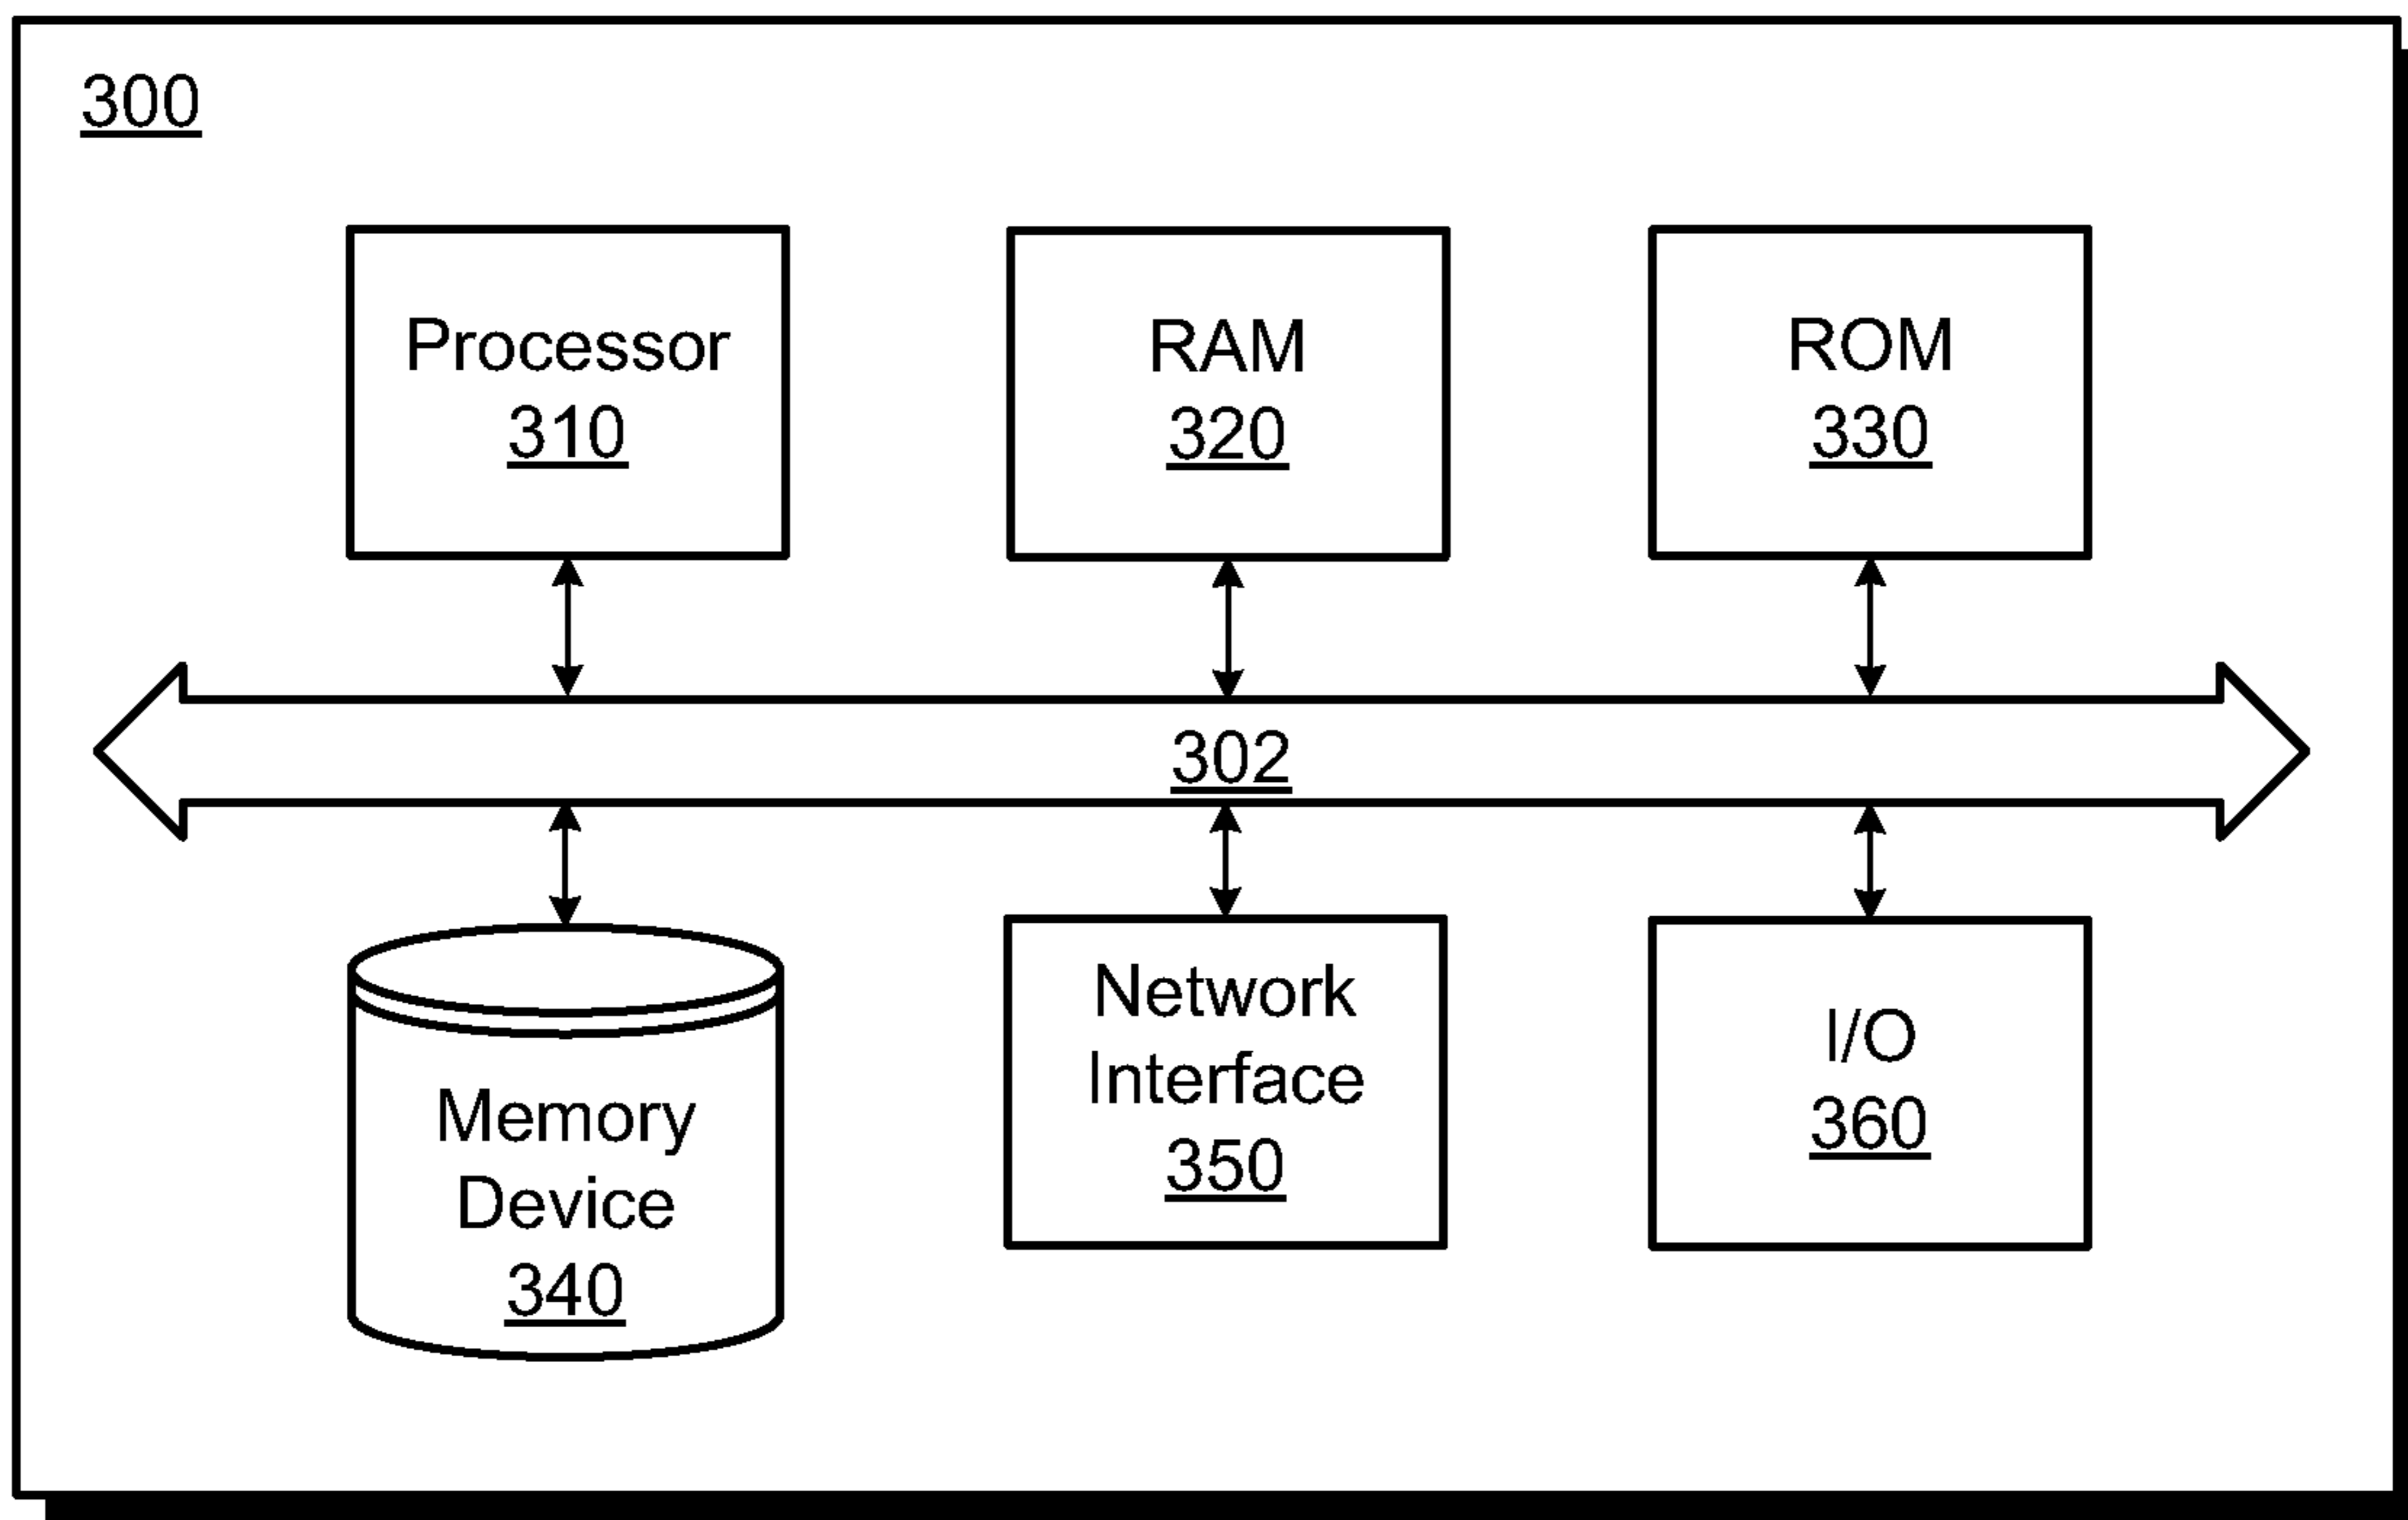 300
Processor
310
RAM
320
ROM
330
302
Memory
Device
340
Network
Interface
350
I/O
360